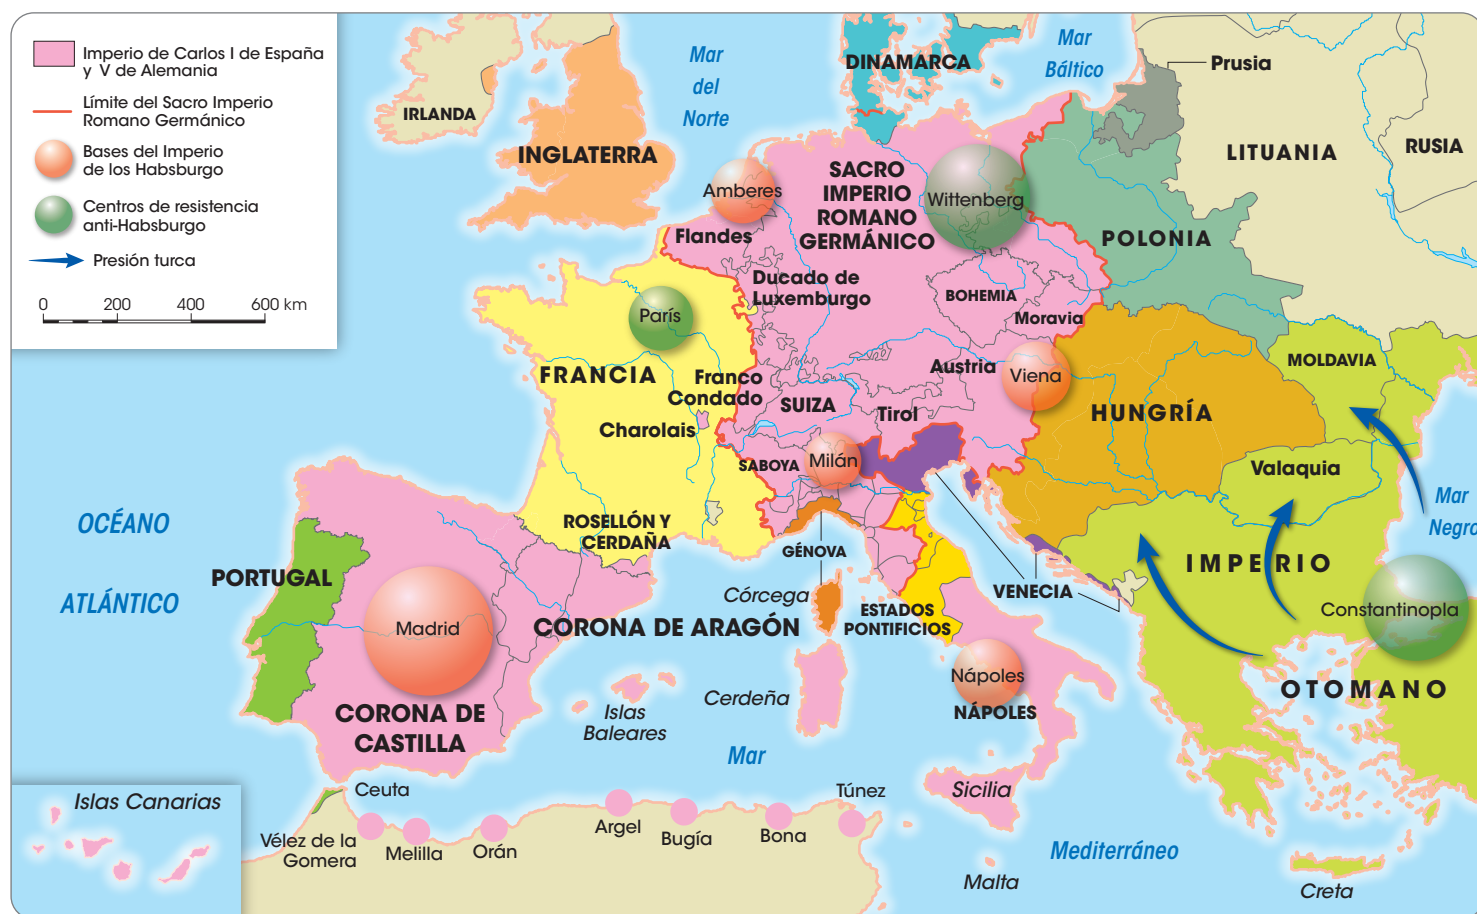 Imperio de Carlos I de España
y V de Alemania
Límite del Sacro Imperio
Romano Germánico
Bases del Imperio
de los Habsburgo
Centros de resistencia
anti-Habsburgo
Presión turca
0 200 400 600 km
IRLANDA
INGLATERRA
Mar
del
Norte
DINAMARCA
Mar
Báltico
Prusia
LITUANIA
RUSIA
Amberes
SACRO
IMPERIO
ROMANO
GERMÁNICO
Wittenberg
Flandes
POLONIA
Ducado de
Luxemburgo
BOHEMIA
Moravia
París
FRANCIA
Franco
Condado
Austria
Viena
MOLDAVIA
SUIZA
Tirol
HUNGRÍA
Charolais
SABOYA
Milán
Valaquia
Mar
Negro
OCÉANO
ATLÁNTICO
ROSELLÓN Y
CERDAÑA
GÉNOVA
IMPERIO
PORTUGAL
Madrid
Córcega
CORONA DE ARAGÓN
ESTADOS
PONTIFICIOS
VENECIA
Constantinopla
Nápoles
NÁPOLES
OTOMANO
CORONA DE
CASTILLA
Islas
Baleares
Cerdeña
Mar
Sicilia
Islas Canarias
Ceuta
Vélez de la
Gomera
Melilla
Orán
Argel
Bugía
Bona
Túnez
Mediterráneo
Malta
Creta